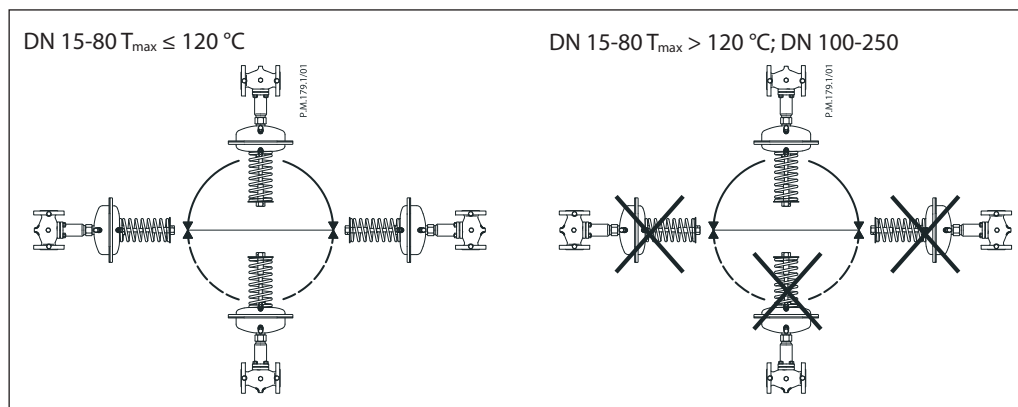 DN 15-80 Tmax ≤ 120 °C
P.M.179.1/01
DN 15-80 Tmax > 120 °C; DN 100-250
P.M.179.1/01